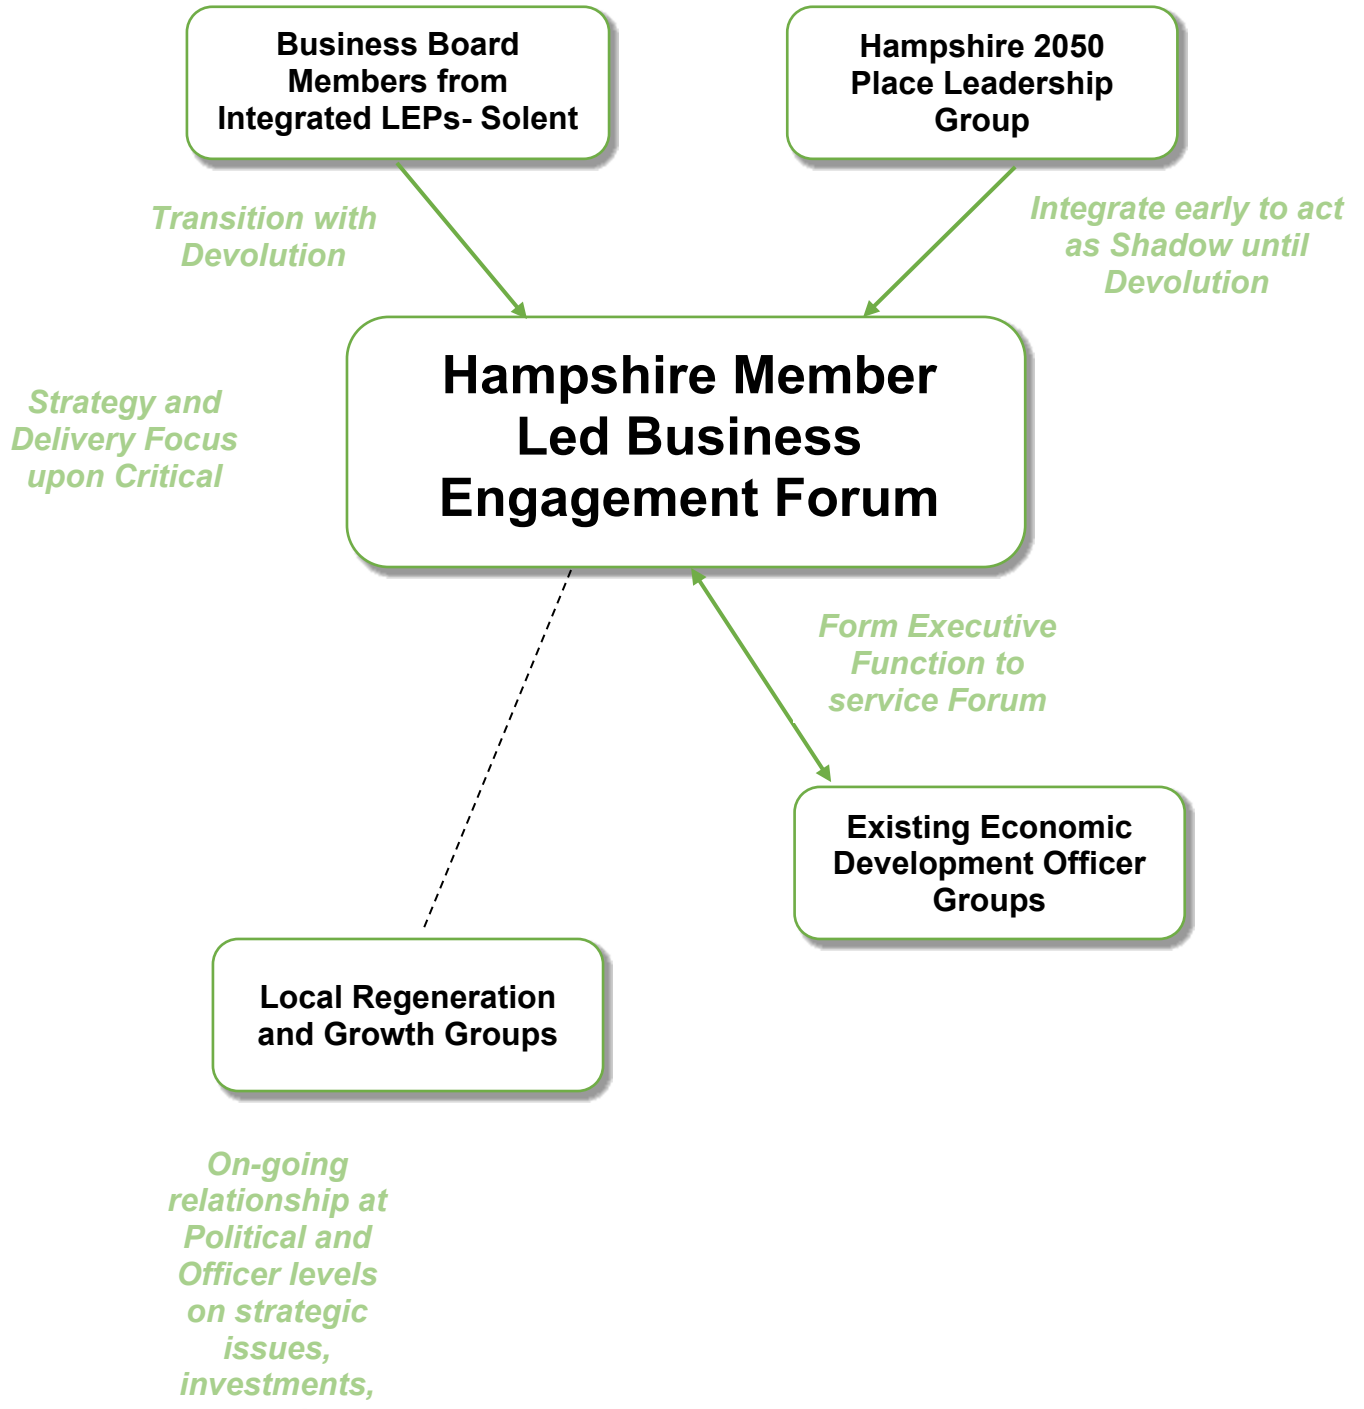 Business Board
Members from
Integrated LEPs- Solent
Hampshire 2050
Place Leadership
Group
Transition with
Devolution
Integrate early to act
as Shadow until
Devolution
Hampshire Member
Led Business
Engagement Forum
Strategy and
Delivery Focus
upon Critical
Form Executive
Function to
service Forum
Existing Economic
Development Officer
Groups
Local Regeneration
and Growth Groups
On-going
relationship at
Political and
Officer levels
on strategic
issues,
investments,